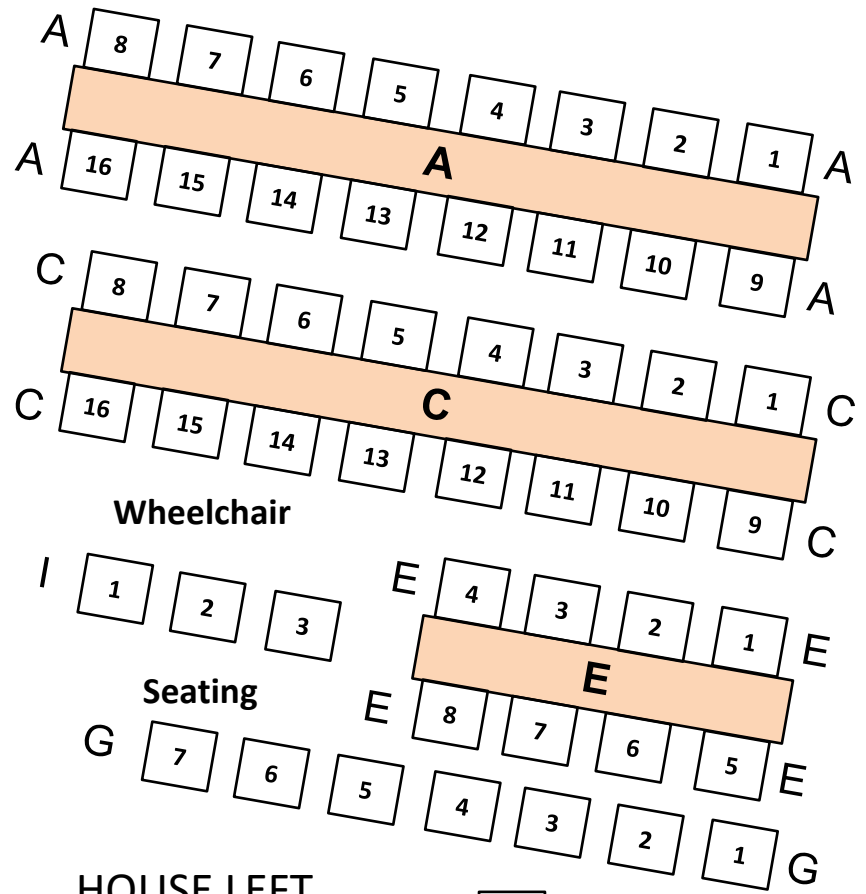 A 8 7 6 5 4 3 2 1 A
A
A 16 15 14 13 12 11 10 9 A
C 8 7 6 5 4 3 2 1 C
C
C 16 15 14 13 12 11 10 9 C
Wheelchair
I 1 2 3
E 4 3 2 1 E
E
Seating
E 8 7 6 5 E
G 7 6 5 4 3 2 1 G
HOUSE LEFT